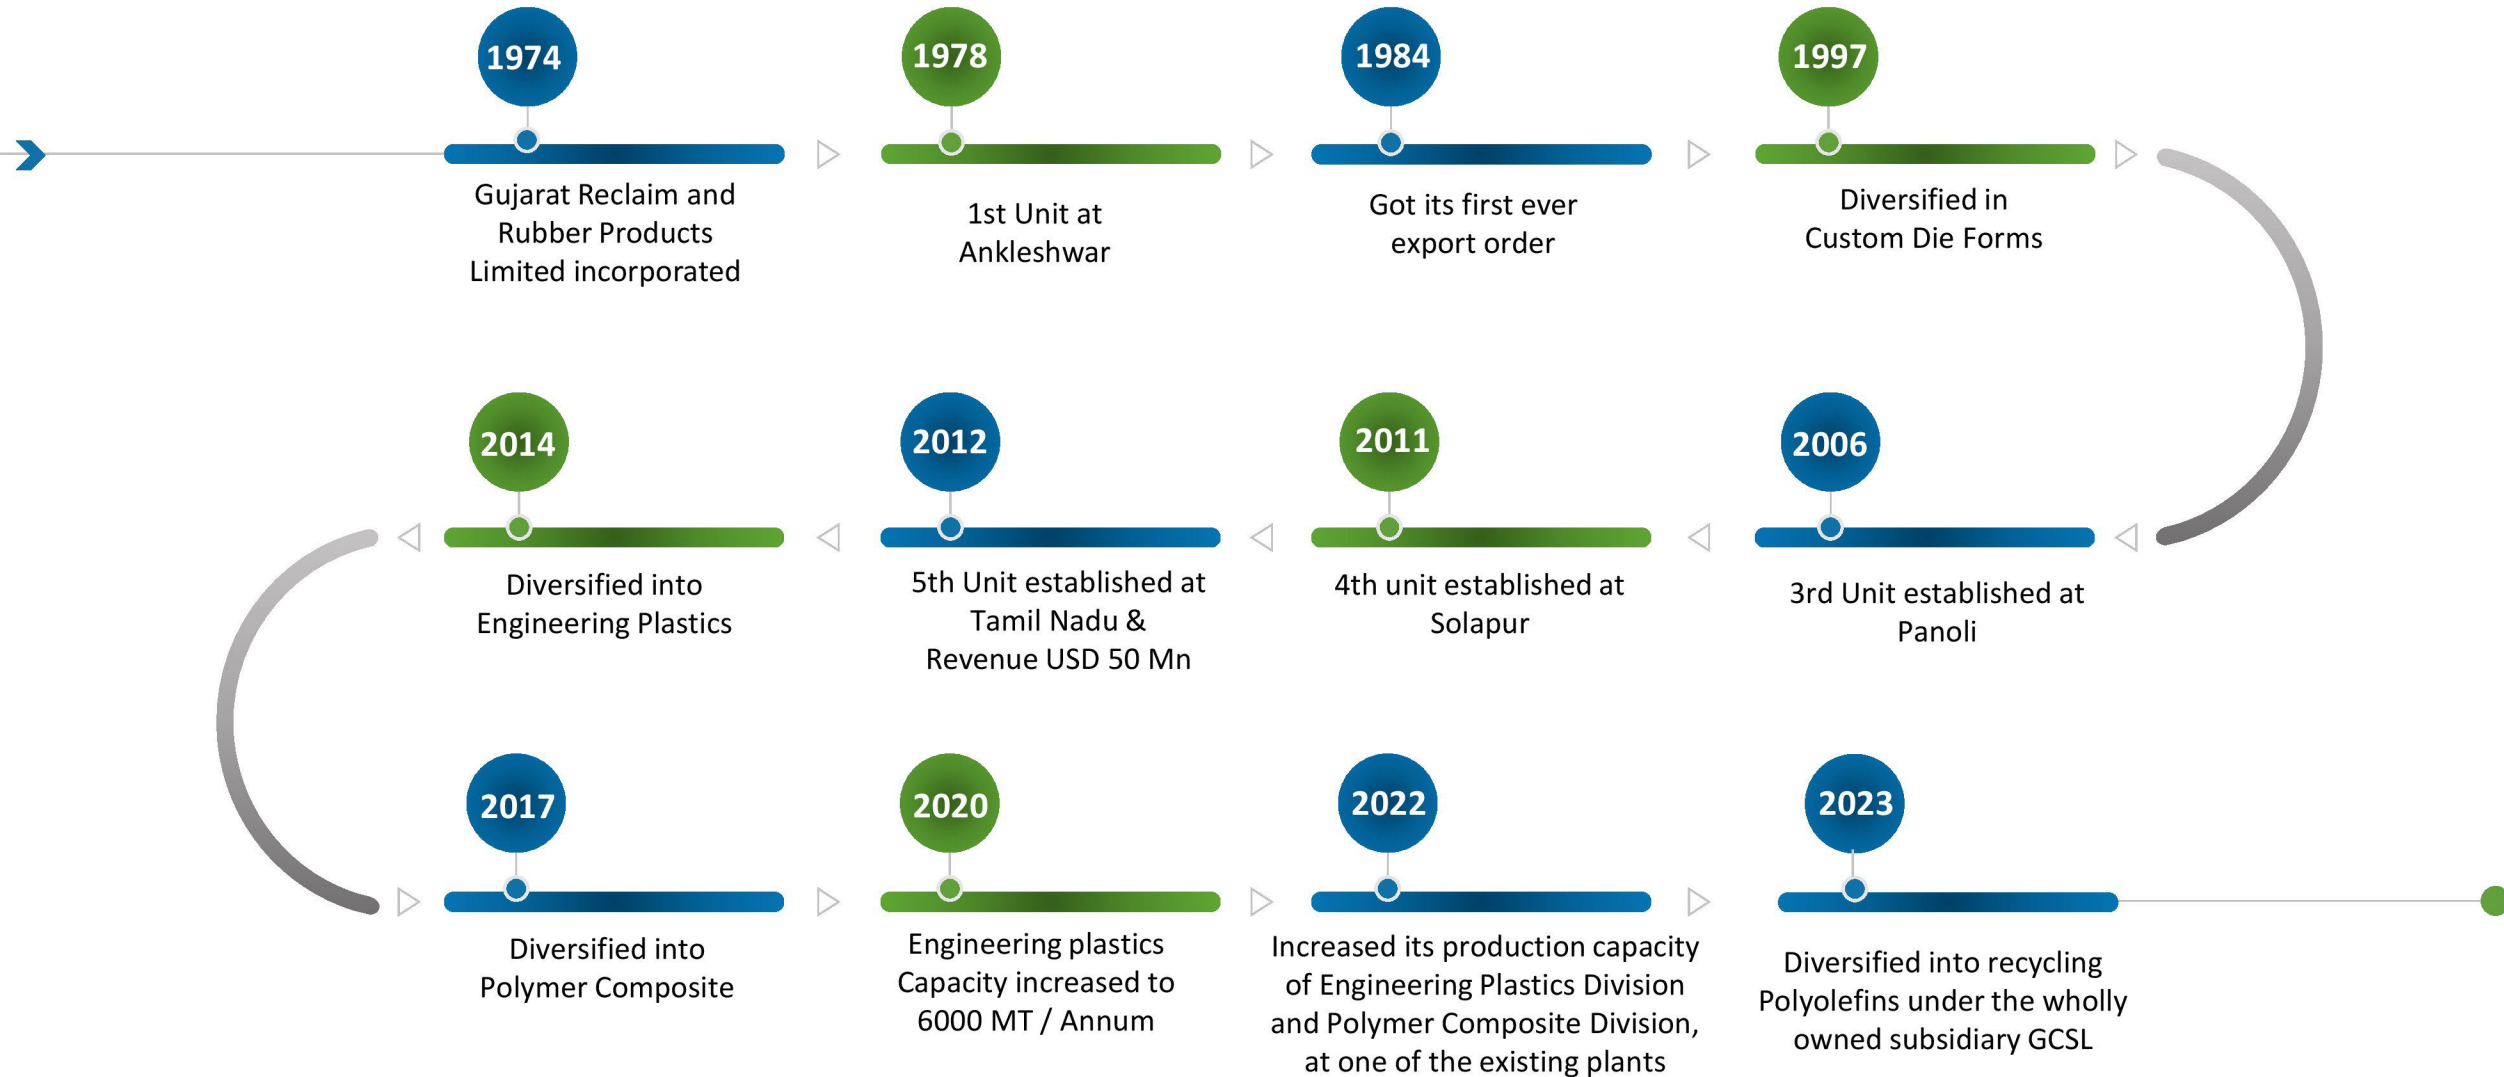 1974
Gujarat Reclaim and
Rubber Products
Limited incorporated
1978
1st Unit at
Ankleshwar
1984
Got its first ever
export order
1997
Diversified in
Custom Die Forms
2006
3rd Unit established at
Panoli
2011
4th unit established at
Solapur
2012
5th Unit established at
Tamil Nadu &
Revenue USD 50 Mn
2014
Diversified into
Engineering Plastics
2017
Diversified into
Polymer Composite
2020
Engineering plastics
Capacity increased to
6000 MT / Annum
2022
Increased its production capacity
of Engineering Plastics Division
and Polymer Composite Division,
at one of the existing plants
2023
Diversified into recycling
Polyolefins under the wholly
owned subsidiary GCSL